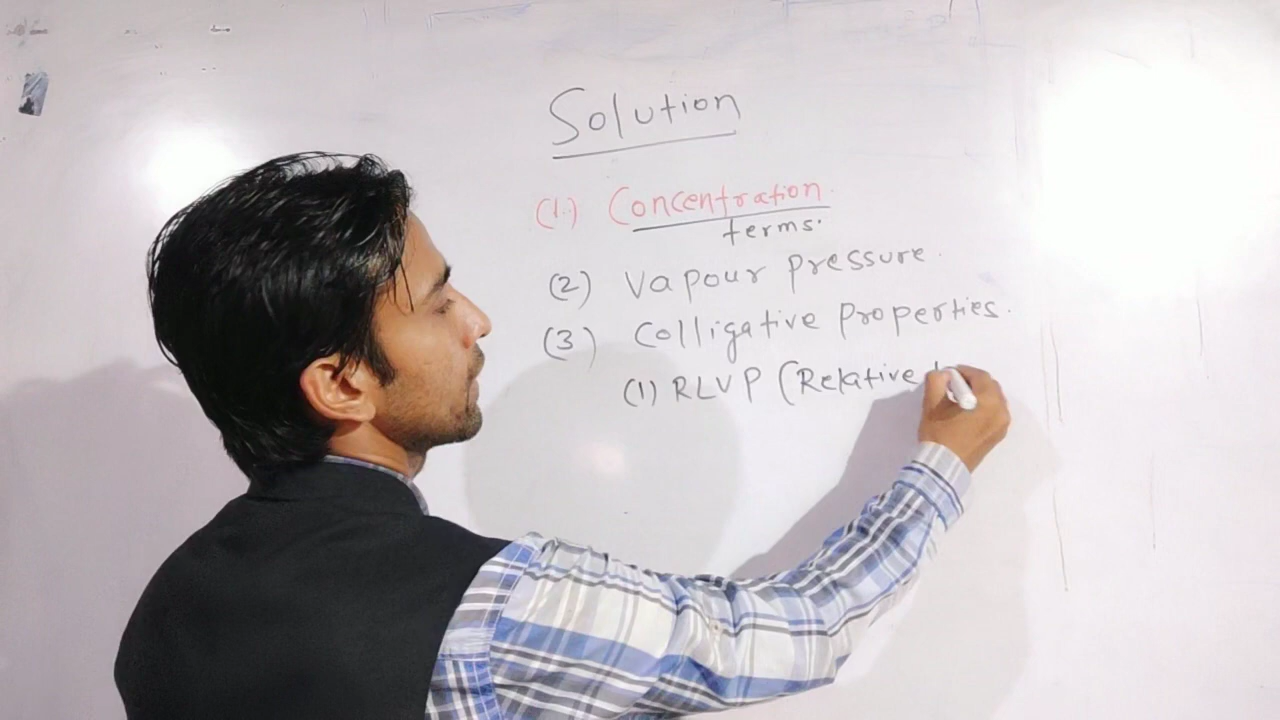 Solution
(1.) Concentration.
terms.
(2) Vapour pressure.
(3) Colligative Properties.
(1) RLVP (Relative